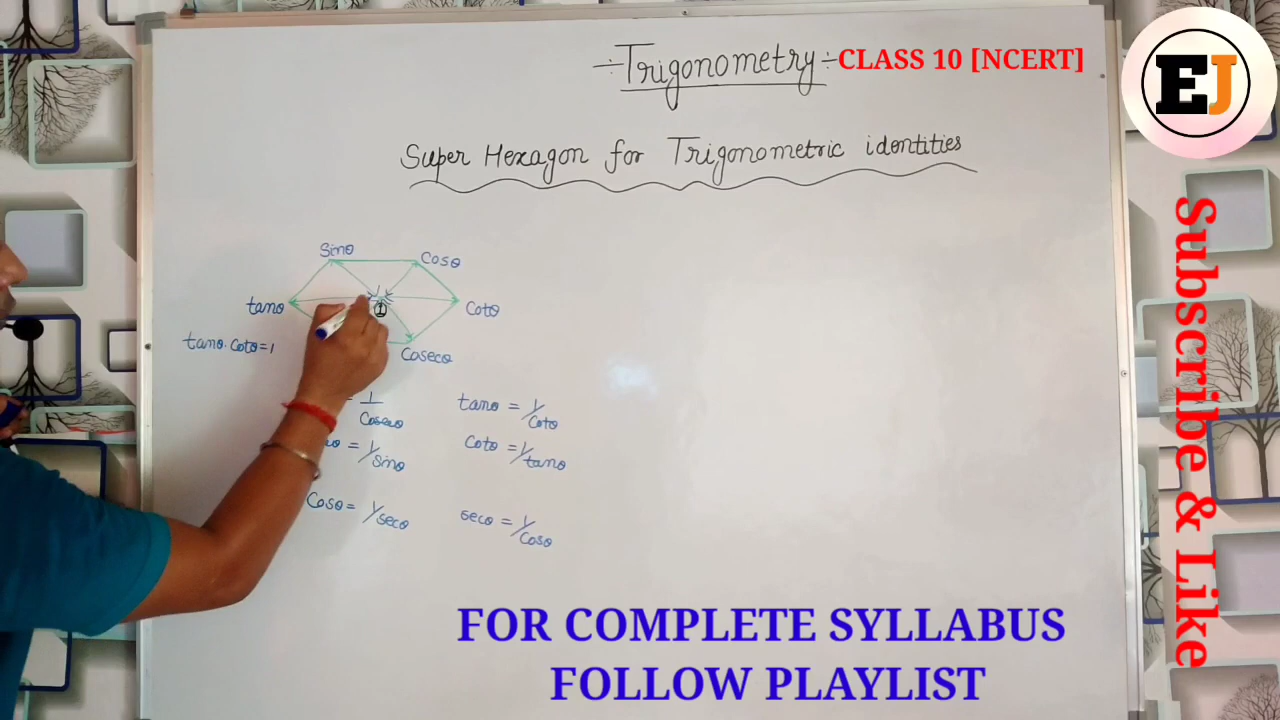 ÷Trigonometry÷ CLASS 10 [NCERT]
EJ
Super Hexagon for Trigonometric identities
Sinθ
Cosθ
tanθ
1
Cotθ
tanθ·Cotθ=1
Cosecθ
= 1/Cosecθ
tanθ = 1/Cotθ
= 1/sinθ
Cotθ = 1/tanθ
Cosθ = 1/secθ
secθ = 1/Cosθ
FOR COMPLETE SYLLABUS
FOLLOW PLAYLIST
Subscribe & Like